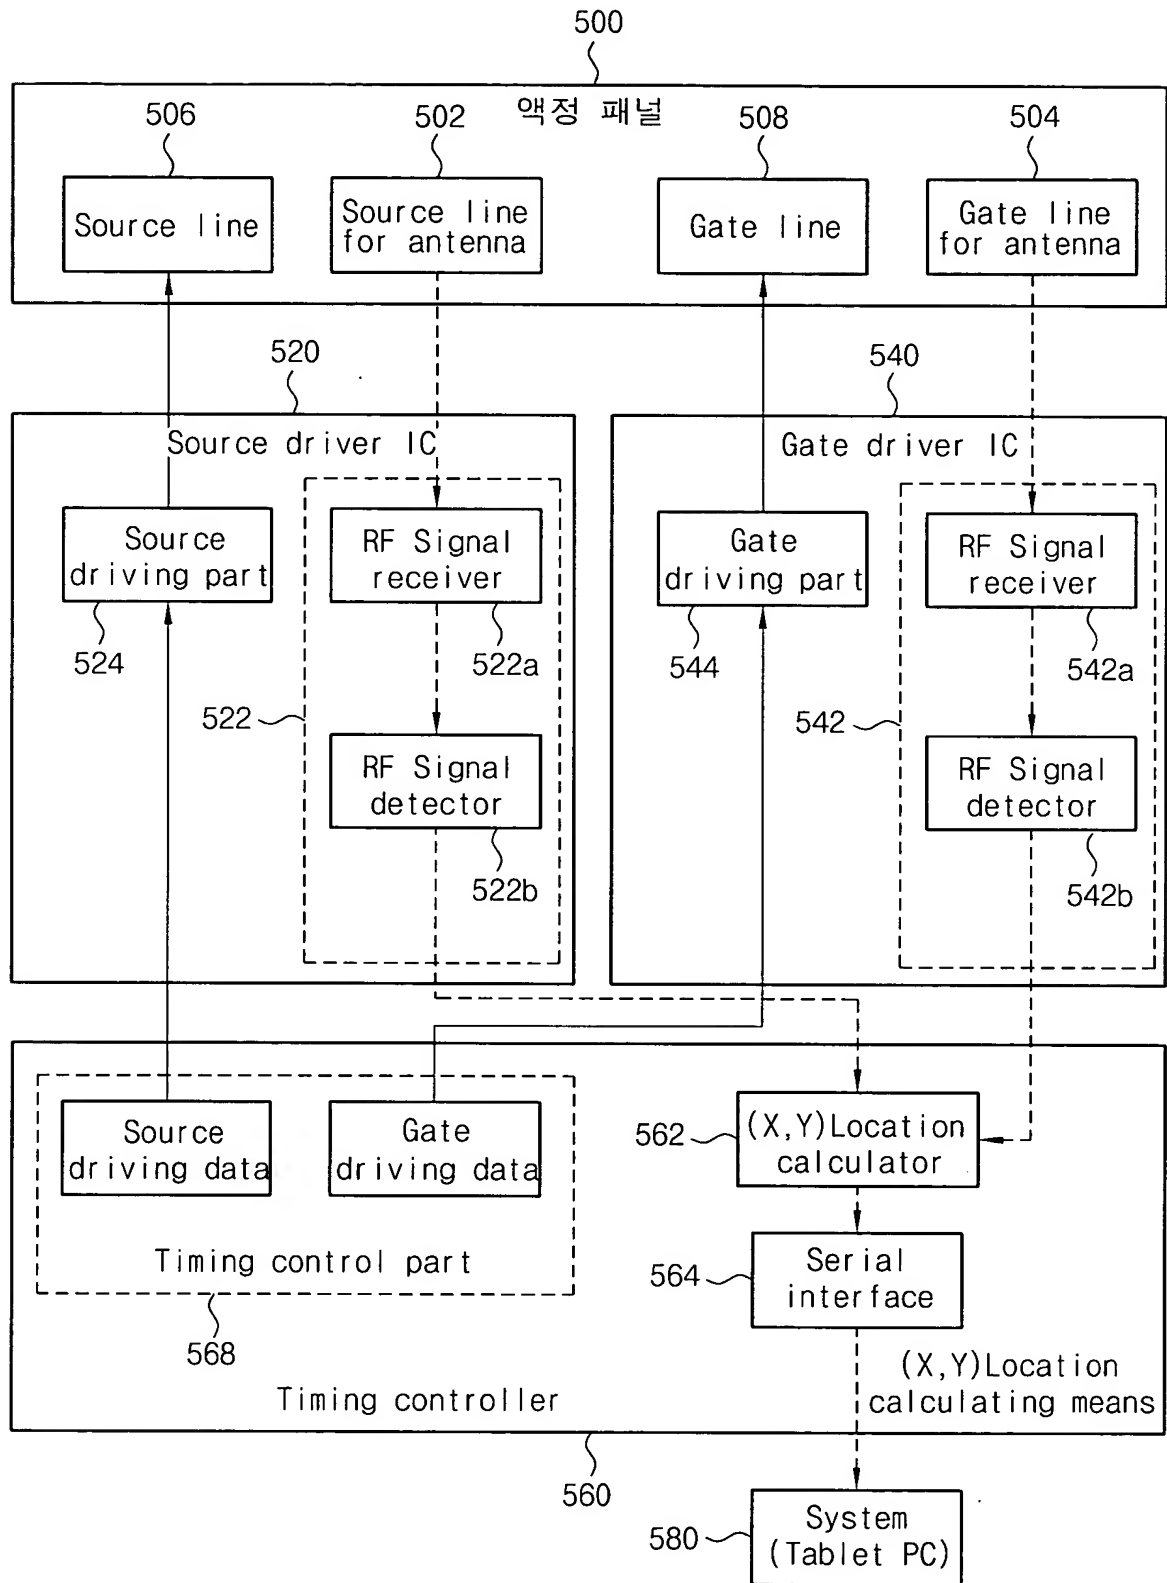 500
액정 패널
506
502
508
504
Source line
Source line
for antenna
Gate line
Gate line
for antenna
520
540
Source driver IC
Gate driver IC
Source
driving part
RF Signal
receiver
Gate
driving part
RF Signal
receiver
524
522a
544
542a
522
542
RF Signal
detector
RF Signal
detector
522b
542b
Source
driving data
Gate
driving data
562
(X,Y)Location
calculator
Timing control part
564
Serial
interface
568
(X,Y)Location
calculating means
Timing controller
560
580
System
(Tablet PC)